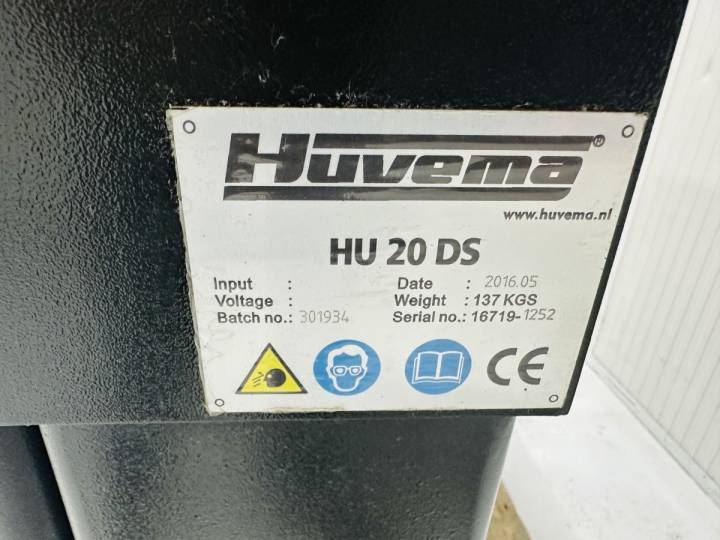 Huvema®
www.huvema.nl
HU 20 DS
Input : Date : 2016.05
Voltage : Weight : 137 KGS
Batch no.: 301934 Serial no.: 16719-1252
CE